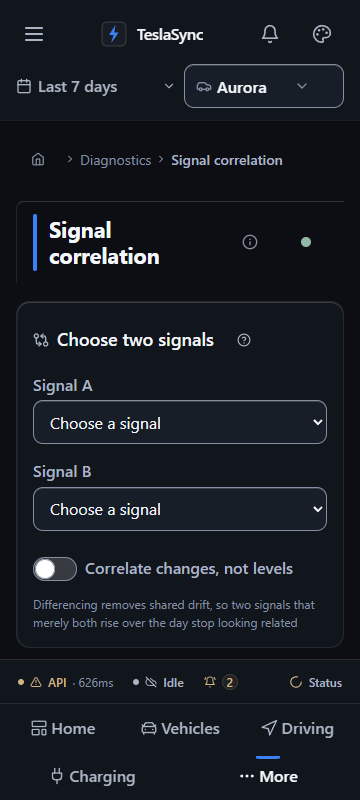 TeslaSync
Last 7 days
Aurora
Diagnostics
Signal correlation
Signal
correlation
Choose two signals
Signal A
Choose a signal
Signal B
Choose a signal
Correlate changes, not levels
Differencing removes shared drift, so two signals that
merely both rise over the day stop looking related
API · 626ms
Idle
2
Status
Home
Vehicles
Driving
Charging
More